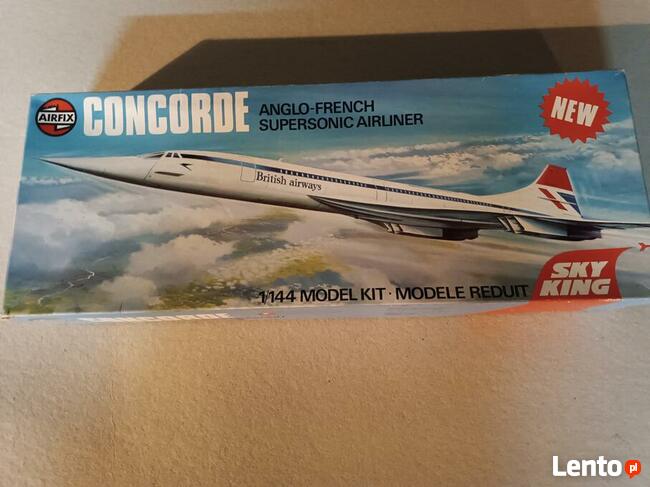 AIRFIX
CONCORDE
ANGLO-FRENCH
SUPERSONIC AIRLINER
NEW
British airways
1/144 MODEL KIT · MODELE REDUIT
SKY
KING
CONCORDE
Lento pl